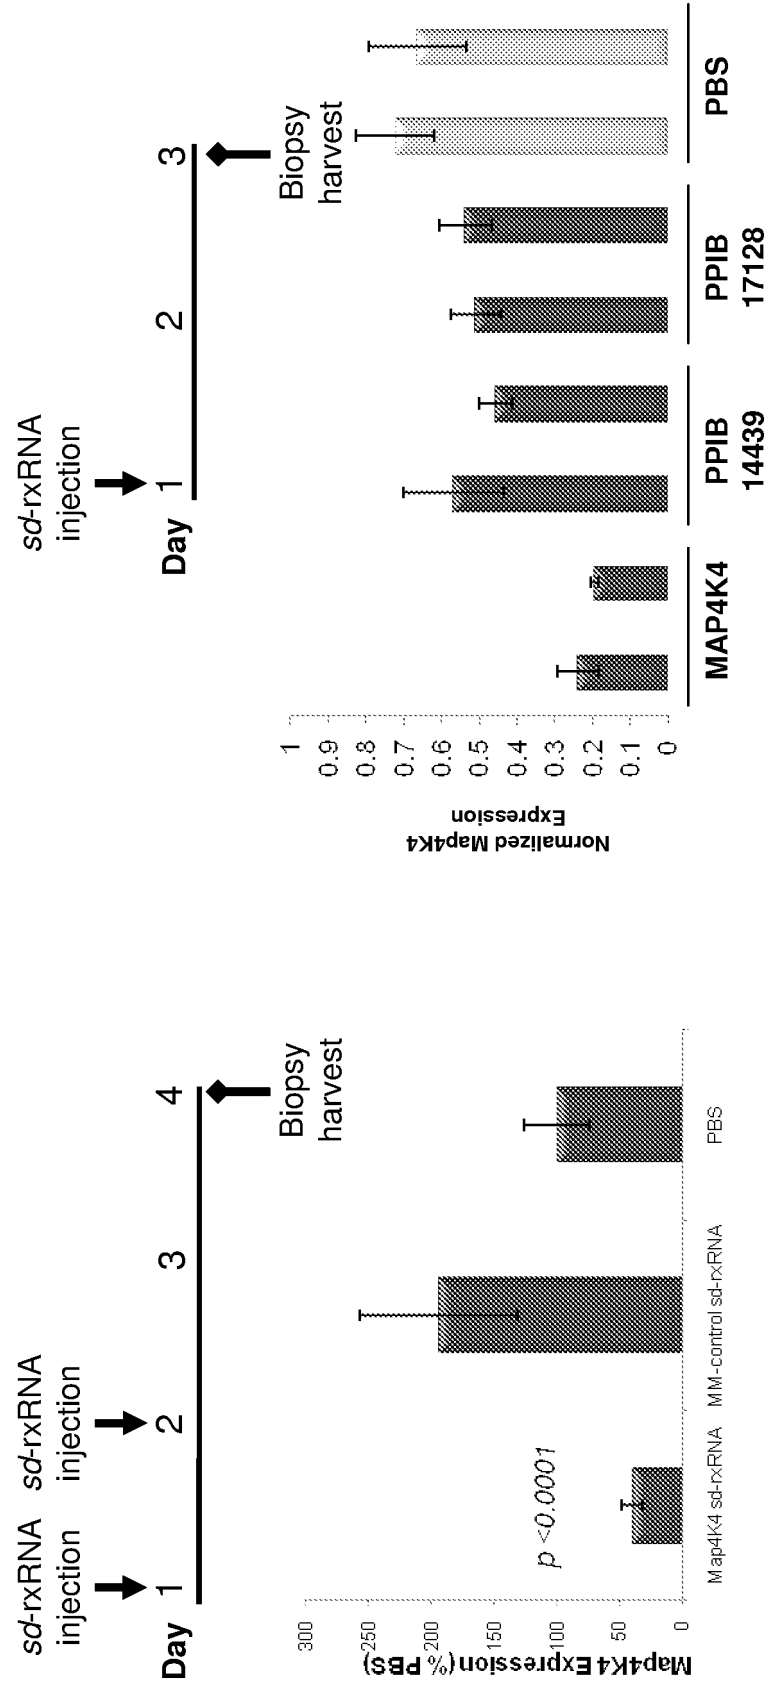 sd-rxRNA
injection
sd-rxRNA
injection
Day
1
2
3
4
Biopsy
harvest
Map4K4 Expression (% PBS)
300
250
200
150
100
50
0
p <0.0001
Map4K4 sd-rxRNA
MM-control sd-rxRNA
PBS
sd-rxRNA
injection
Day
1
2
3
Biopsy
harvest
Normalized Map4K4
Expression
1
0.9
0.8
0.7
0.6
0.5
0.4
0.3
0.2
0.1
0
MAP4K4
PPIB
14439
PPIB
17128
PBS